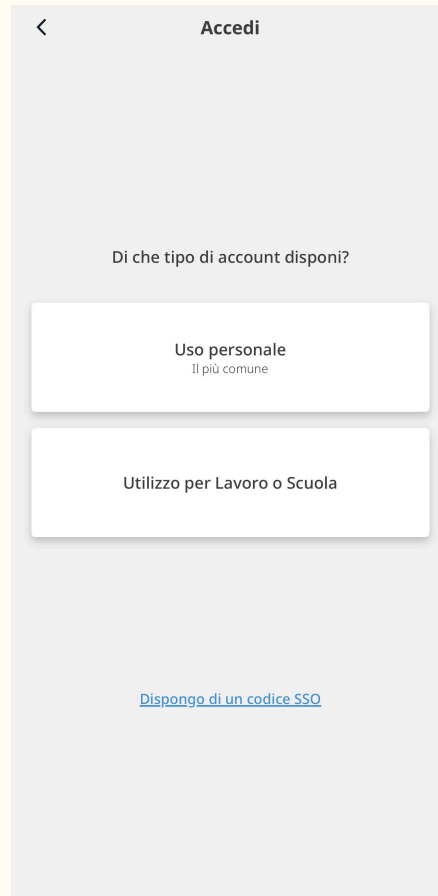 Accedi
Di che tipo di account disponi?
Uso personale
Il più comune
Utilizzo per Lavoro o Scuola
Dispongo di un codice SSO